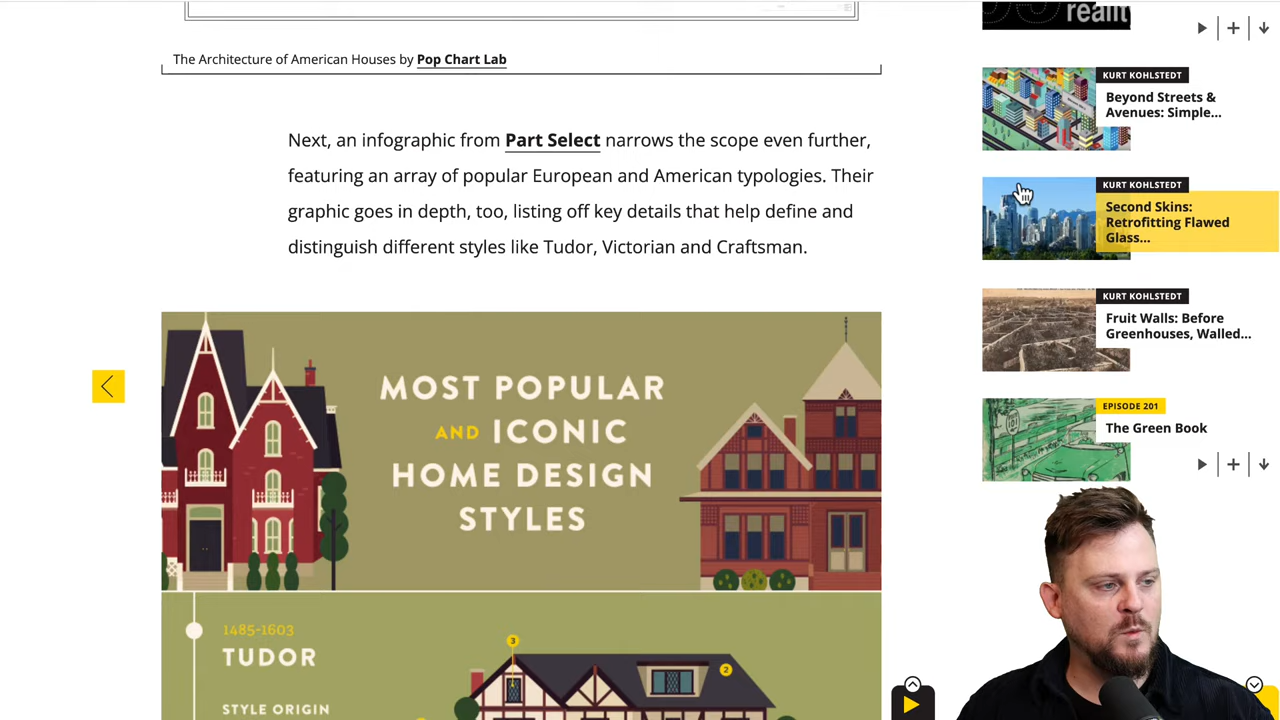 reality
The Architecture of American Houses by Pop Chart Lab
KURT KOHLSTEDT
Beyond Streets &
Avenues: Simple...
Next, an infographic from Part Select narrows the scope even further,
featuring an array of popular European and American typologies. Their
graphic goes in depth, too, listing off key details that help define and
distinguish different styles like Tudor, Victorian and Craftsman.
KURT KOHLSTEDT
Second Skins:
Retrofitting Flawed
Glass...
KURT KOHLSTEDT
Fruit Walls: Before
Greenhouses, Walled...
EPISODE 201
The Green Book
101
MOST POPULAR
AND ICONIC
HOME DESIGN
STYLES
1485-1603
TUDOR
STYLE ORIGIN
3
2